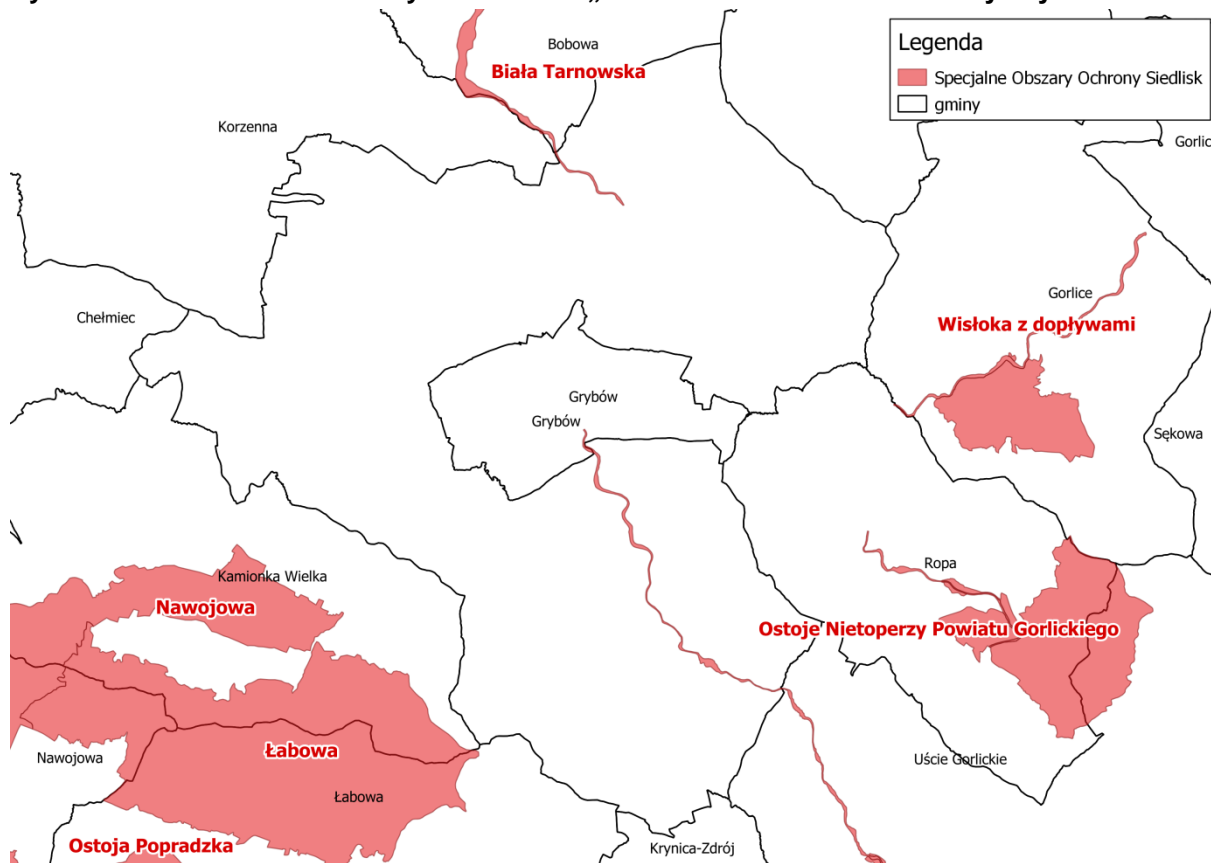 Bobowa
Biała Tarnowska
Legenda
Specjalne Obszary Ochrony Siedlisk
gminy
Korzenna
Gorlic
Chełmiec
Gorlice
Wisłoka z dopływami
Grybów
Grybów
Sękowa
Kamionka Wielka
Nawojowa
Ropa
Ostoje Nietoperzy Powiatu Gorlickiego
Nawojowa
Łabowa
Uście Gorlickie
Łabowa
Ostoja Popradzka
Krynica-Zdrój